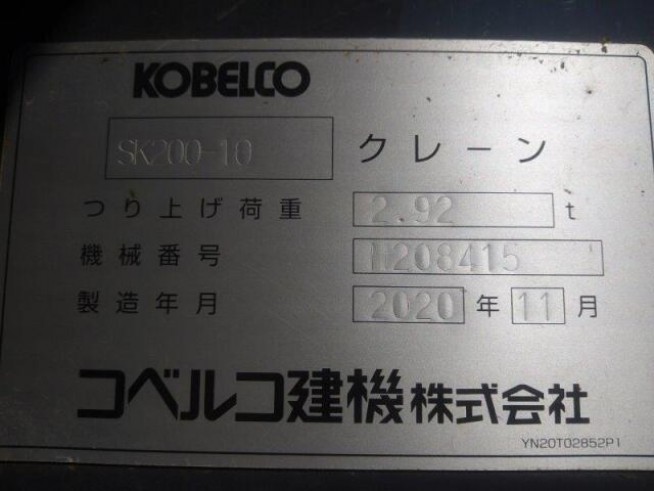 KOBELCO
SK200-10 クレーン
つり上げ荷重 2.92 t
機械番号
製造年月 2020 年 11 月
コベルコ建機株式会社
YN20T02852P1